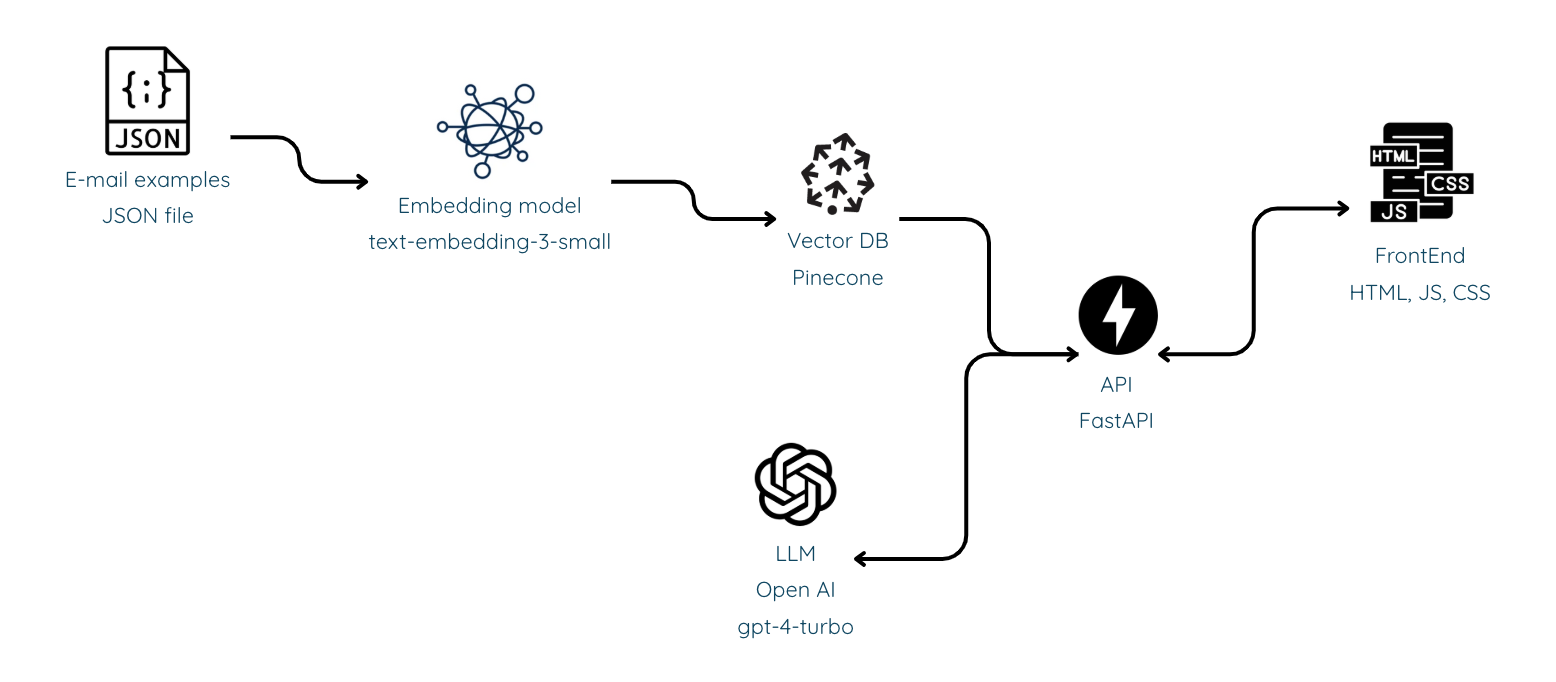 {;}
JSON
E-mail examples
JSON file
Embedding model
text-embedding-3-small
Vector DB
Pinecone
API
FastAPI
LLM
Open AI
gpt-4-turbo
HTML
CSS
JS
FrontEnd
HTML, JS, CSS